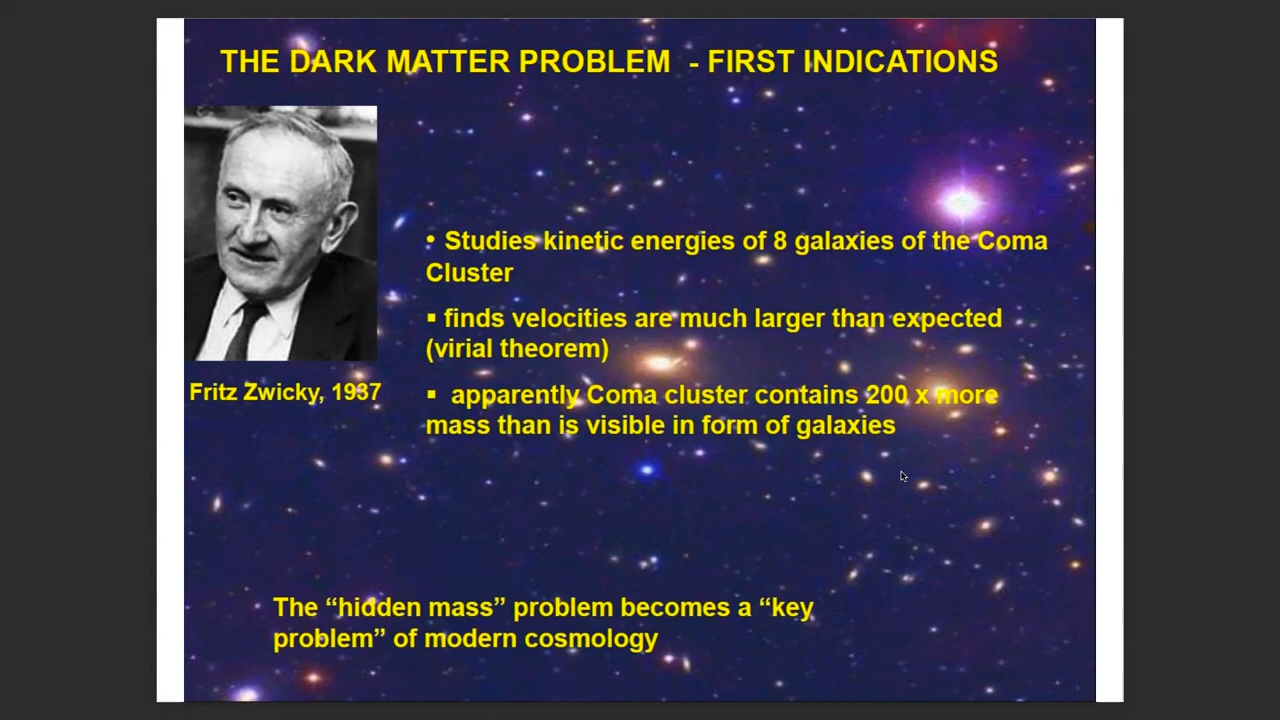 THE DARK MATTER PROBLEM - FIRST INDICATIONS
• Studies kinetic energies of 8 galaxies of the Coma
Cluster
▪ finds velocities are much larger than expected
(virial theorem)
Fritz Zwicky, 1937
▪ apparently Coma cluster contains 200 x more
mass than is visible in form of galaxies
The “hidden mass” problem becomes a “key
problem” of modern cosmology